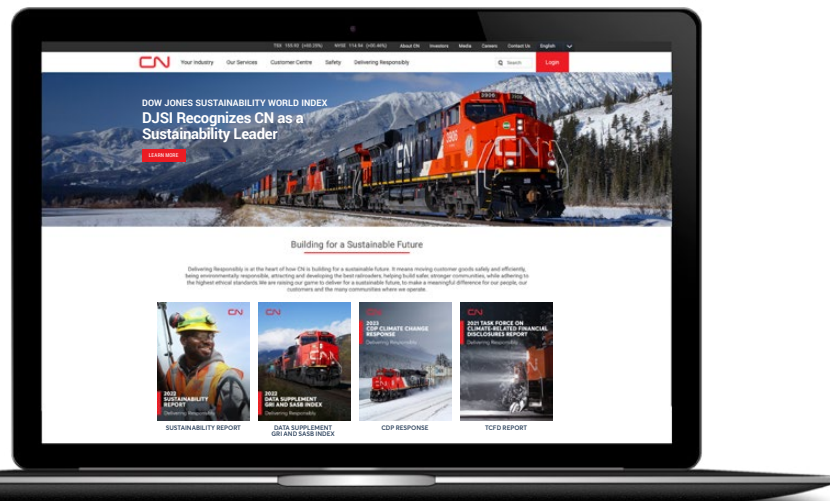 TSX 153.93 (+00.20%) NYSE 114.94 (+00.46%) About CN Investors Media Careers Contact Us English
CN Your Industry Our Services Customer Centre Safety Delivering Responsibly Search Login
DOW JONES SUSTAINABILITY WORLD INDEX
DJSI Recognizes CN as a
Sustainability Leader
LEARN MORE
3906
CN
Building for a Sustainable Future
Delivering Responsibly is at the heart of how CN is building for a sustainable future. It means moving customer goods safely and efficiently,
being environmentally responsible, attracting and developing the best railroaders, helping build safer, stronger communities, while adhering to
the highest ethical standards. We are raising our game to deliver for a sustainable future, to make a meaningful difference for our people, our
customers and the many communities where we operate.
CN
2022
SUSTAINABILITY
REPORT
Delivering Responsibly
SUSTAINABILITY REPORT
CN
2022
DATA SUPPLEMENT
GRI AND SASB INDEX
Delivering Responsibly
DATA SUPPLEMENT
GRI AND SASB INDEX
CN
2023
CDP CLIMATE CHANGE
RESPONSE
Delivering Responsibly
CDP RESPONSE
CN
2021 TASK FORCE ON
CLIMATE-RELATED FINANCIAL
DISCLOSURES REPORT
Delivering Responsibly
TCFD REPORT